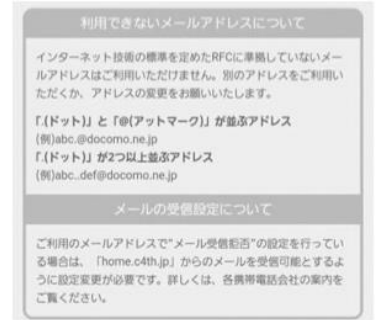 利用できないメールアドレスについて
インターネット技術の標準を定めたRFCに準拠していないメー
ルアドレスはご利用いただけません。別のアドレスをご利用い
ただくか、アドレスの変更をお願いいたします。
「.(ドット)」と「@(アットマーク)」が並ぶアドレス
(例)abc.@docomo.ne.jp
「.(ドット)」が2つ以上並ぶアドレス
(例)abc..def@docomo.ne.jp
メールの受信設定について
ご利用のメールアドレスで"メール受信拒否"の設定を行ってい
る場合は、「home.c4th.jp」からのメールを受信可能とするよ
うに設定変更が必要です。詳しくは、各携帯電話会社の案内を
ご覧ください。